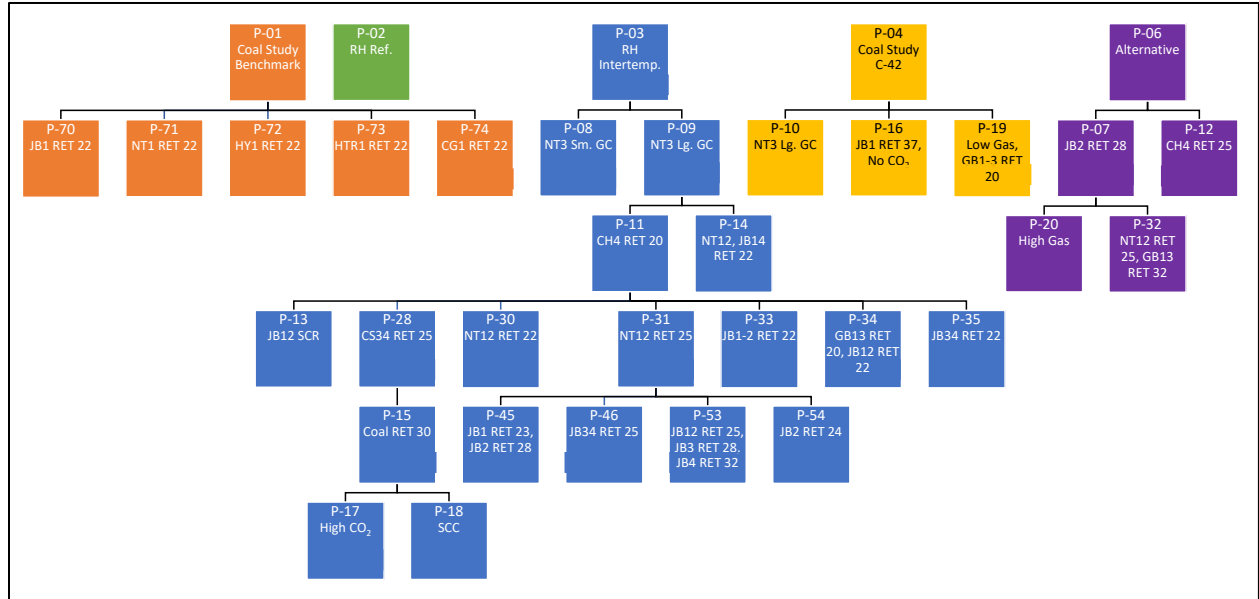 P-01
Coal Study
Benchmark
P-02
RH Ref.
P-03
RH
Intertemp.
P-04
Coal Study
C-42
P-06
Alternative
P-70
JB1 RET 22
P-71
NT1 RET 22
P-72
HY1 RET 22
P-73
HTR1 RET 22
P-74
CG1 RET 22
P-08
NT3 Sm. GC
P-09
NT3 Lg. GC
P-10
NT3 Lg. GC
P-16
JB1 RET 37,
No CO₂
P-19
Low Gas,
GB1-3 RET
20
P-07
JB2 RET 28
P-12
CH4 RET 25
P-11
CH4 RET 20
P-14
NT12, JB14
RET 22
P-20
High Gas
P-32
NT12 RET
25, GB13
RET 32
P-13
JB12 SCR
P-28
CS34 RET 25
P-30
NT12 RET 22
P-31
NT12 RET 25
P-33
JB1-2 RET 22
P-34
GB13 RET
20, JB12 RET
22
P-35
JB34 RET 22
P-15
Coal RET 30
P-45
JB1 RET 23,
JB2 RET 28
P-46
JB34 RET 25
P-53
JB12 RET 25,
JB3 RET 28.
JB4 RET 32
P-54
JB2 RET 24
P-17
High CO₂
P-18
SCC